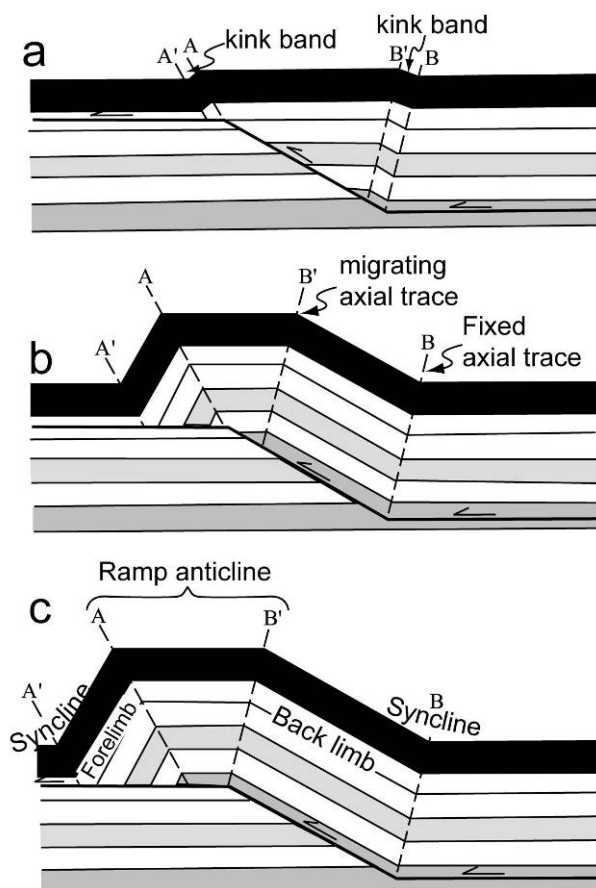 a
A' A kink band
B' kink band
B
b
A
B' migrating
axial trace
A'
B Fixed
axial trace
c
Ramp anticline
A
B'
A'
Syncline
Forelimb
Back limb
B
Syncline